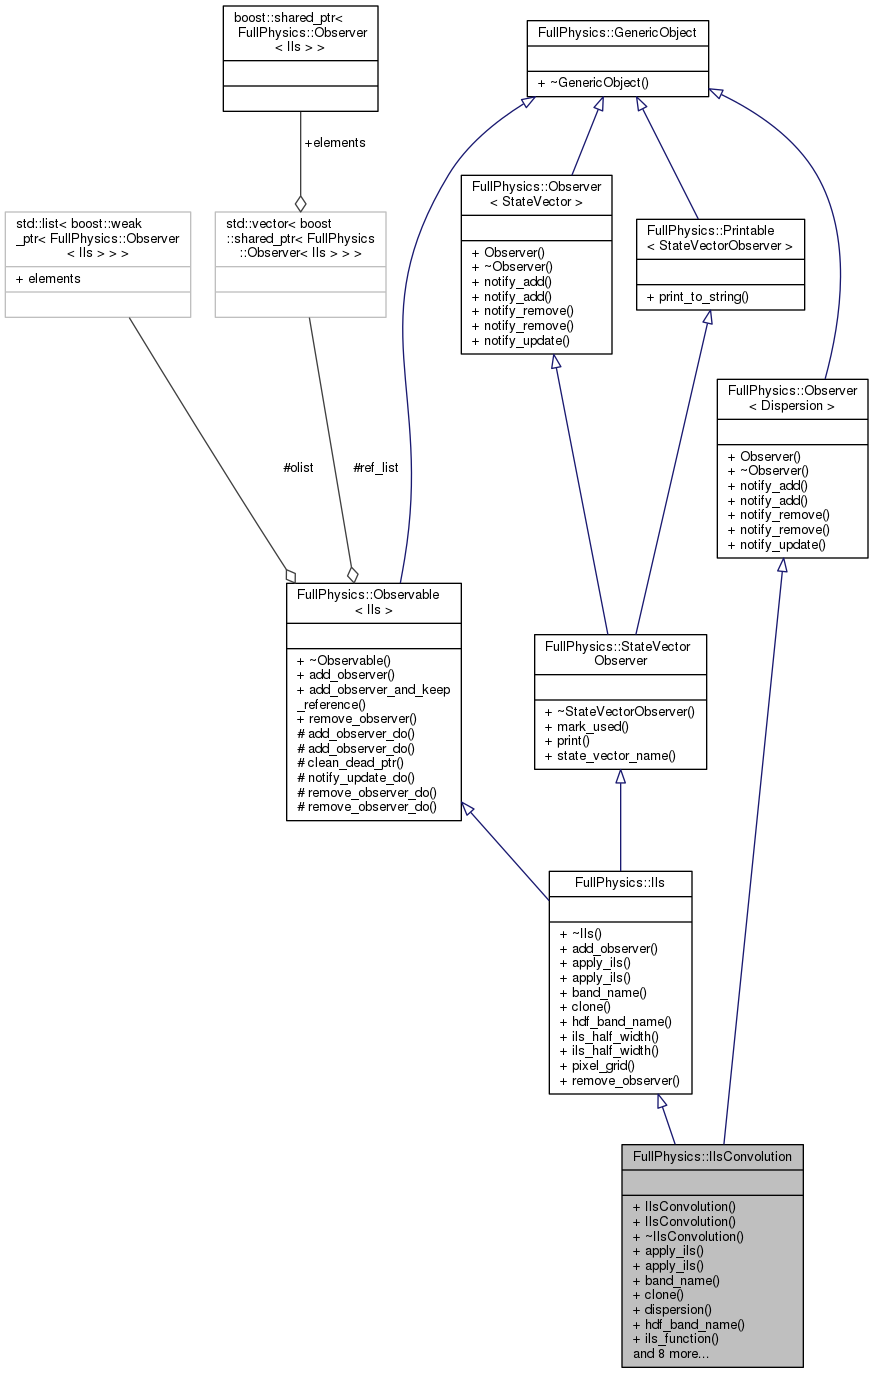 boost::shared_ptr<
FullPhysics::Observer
< Ils > >
+elements
FullPhysics::GenericObject
+ ~GenericObject()
std::list< boost::weak
_ptr< FullPhysics::Observer
< Ils > > >
+ elements
std::vector< boost
::shared_ptr< FullPhysics
::Observer< Ils > > >
FullPhysics::Observer
< StateVector >
+ Observer()
+ ~Observer()
+ notify_add()
+ notify_add()
+ notify_remove()
+ notify_remove()
+ notify_update()
FullPhysics::Printable
< StateVectorObserver >
+ print_to_string()
FullPhysics::Observer
< Dispersion >
+ Observer()
+ ~Observer()
+ notify_add()
+ notify_add()
+ notify_remove()
+ notify_remove()
+ notify_update()
#olist
#ref_list
FullPhysics::Observable
< Ils >
+ ~Observable()
+ add_observer()
+ add_observer_and_keep
_reference()
+ remove_observer()
# add_observer_do()
# add_observer_do()
# clean_dead_ptr()
# notify_update_do()
# remove_observer_do()
# remove_observer_do()
FullPhysics::StateVector
Observer
+ ~StateVectorObserver()
+ mark_used()
+ print()
+ state_vector_name()
FullPhysics::Ils
+ ~Ils()
+ add_observer()
+ apply_ils()
+ apply_ils()
+ band_name()
+ clone()
+ hdf_band_name()
+ ils_half_width()
+ ils_half_width()
+ pixel_grid()
+ remove_observer()
FullPhysics::IlsConvolution
+ IlsConvolution()
+ IlsConvolution()
+ ~IlsConvolution()
+ apply_ils()
+ apply_ils()
+ band_name()
+ clone()
+ dispersion()
+ hdf_band_name()
+ ils_function()
and 8 more...